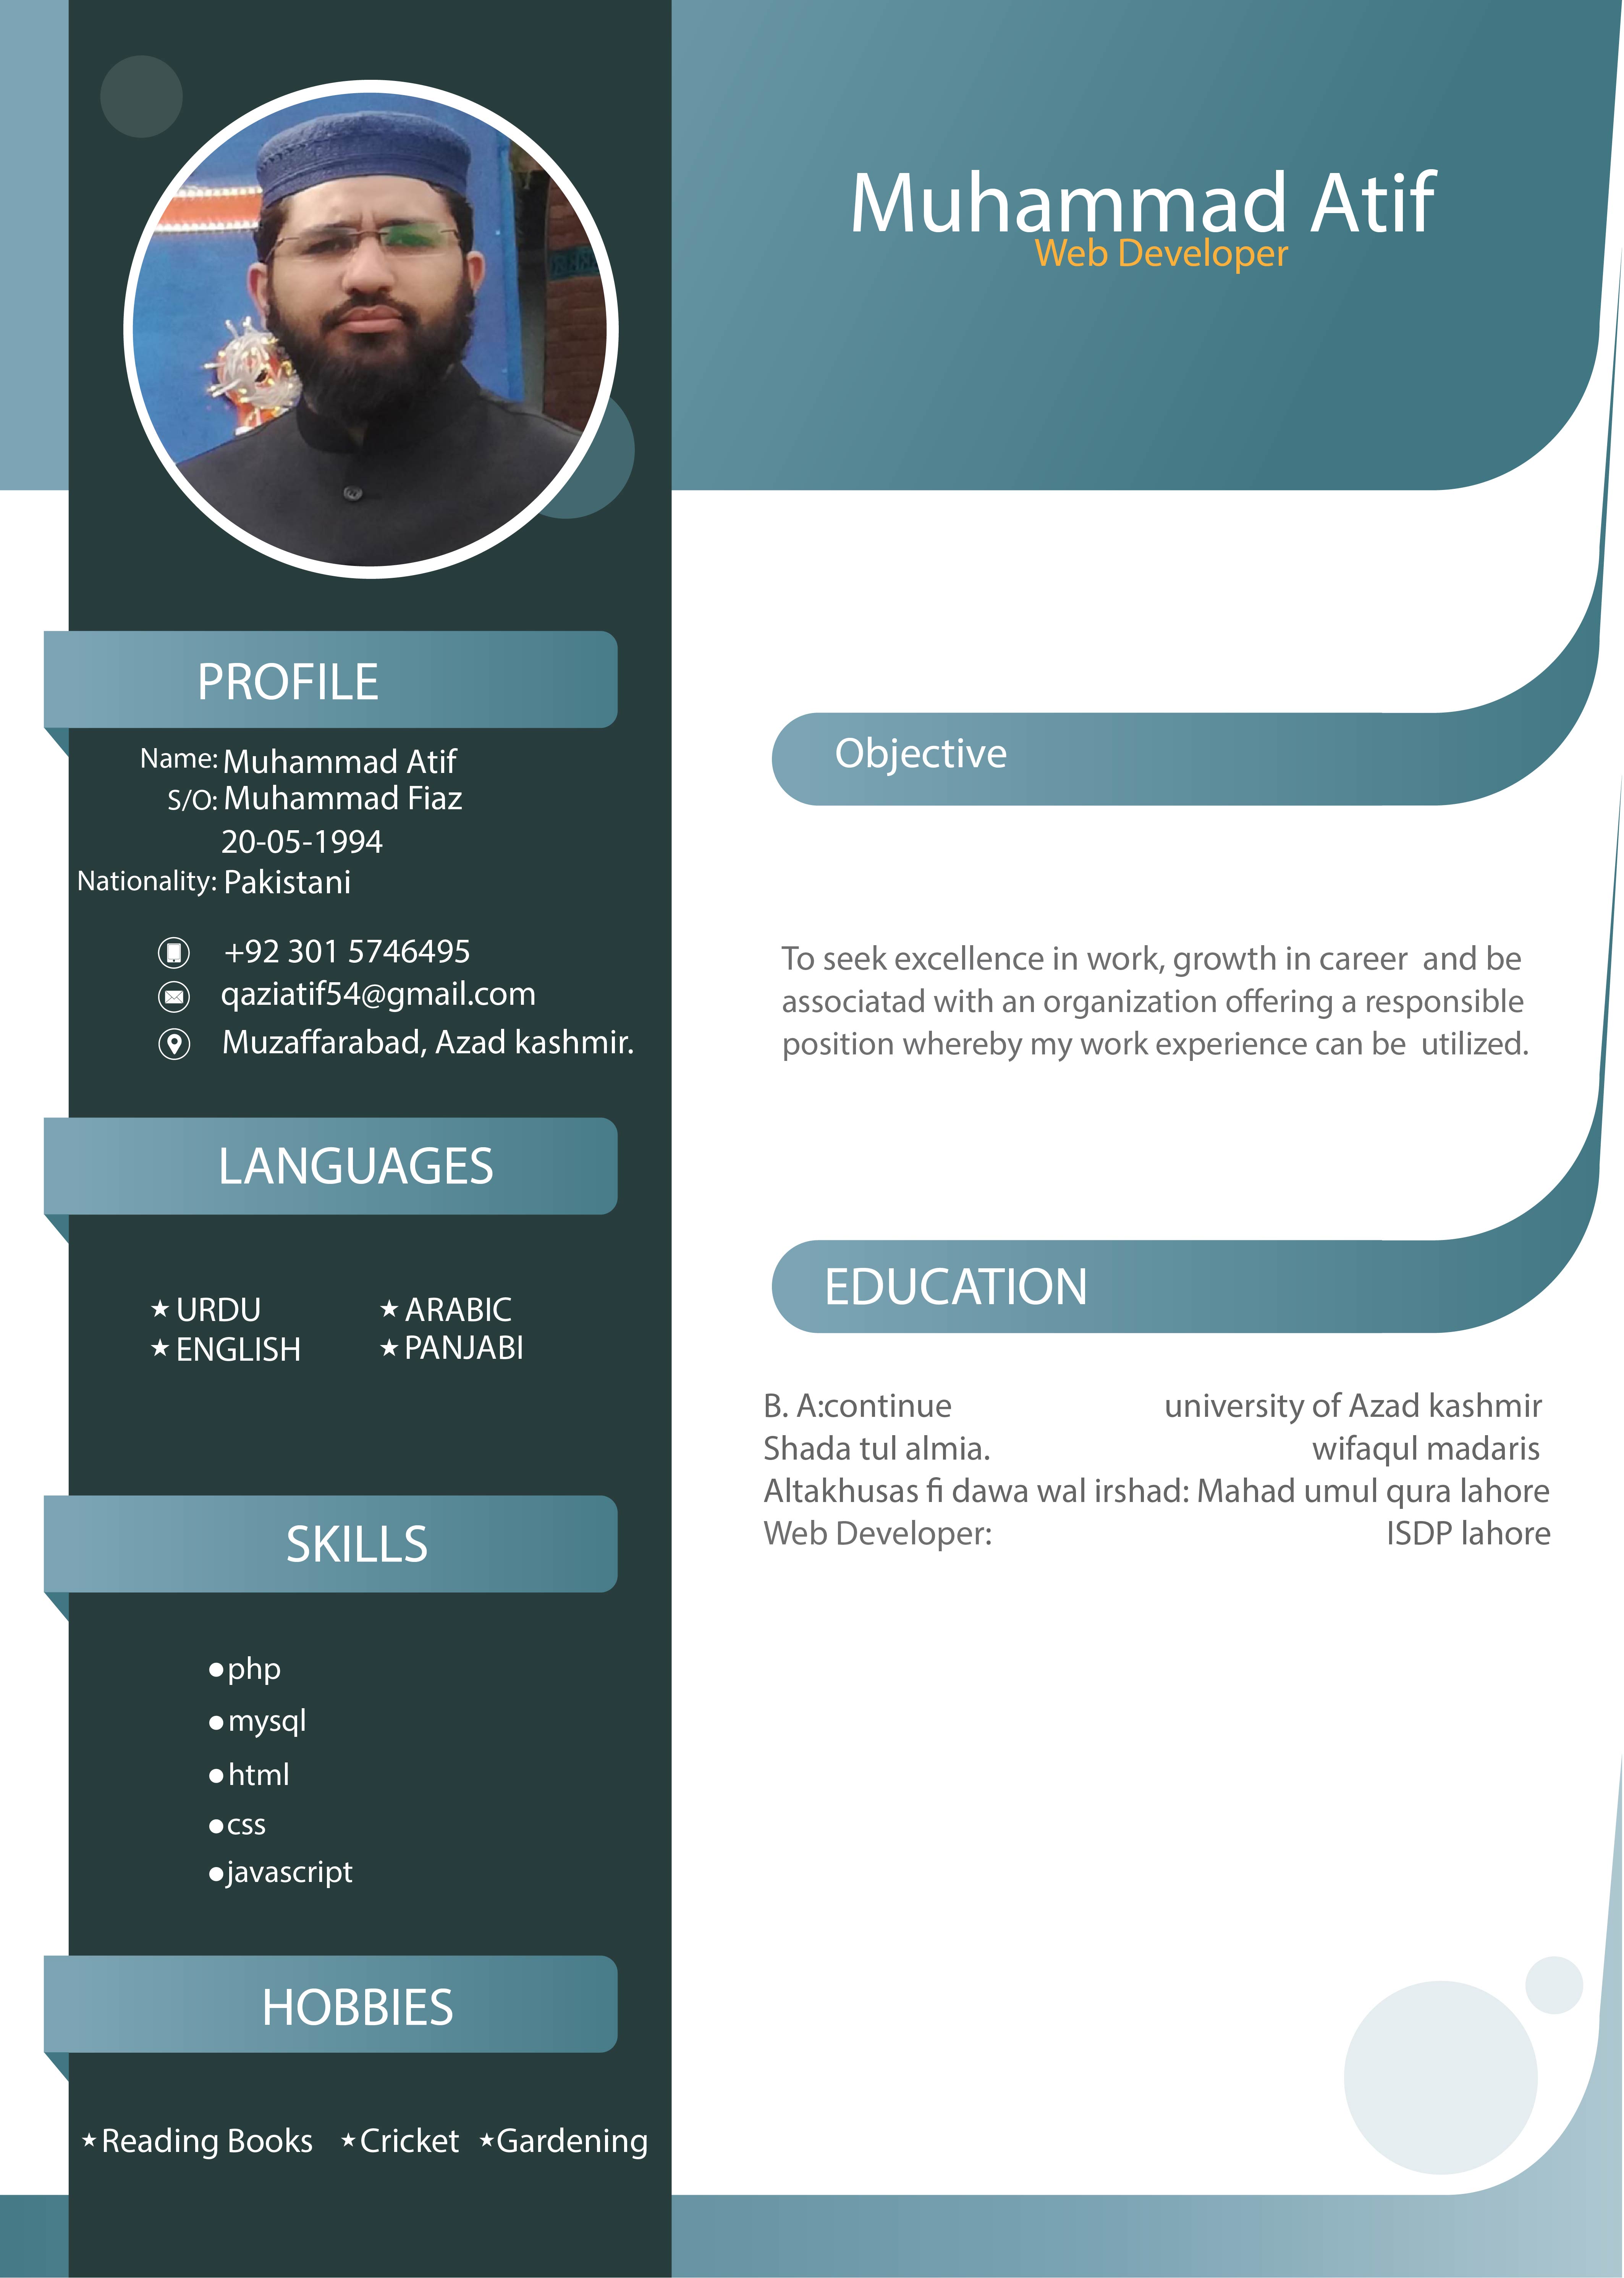 Muhammad Atif
Web Developer
PROFILE
Name: Muhammad Atif
S/O: Muhammad Fiaz
20-05-1994
Nationality: Pakistani
+92 301 5746495
qaziatif54@gmail.com
Muzaffarabad, Azad kashmir.
LANGUAGES
URDU
ENGLISH
ARABIC
PANJABI
SKILLS
php
mysql
html
css
javascript
HOBBIES
Reading Books Cricket Gardening
Objective
To seek excellence in work, growth in career and be
associatad with an organization offering a responsible
position whereby my work experience can be utilized.
EDUCATION
B. A:continue university of Azad kashmir
Shada tul almia. wifaqul madaris
Altakhusas fi dawa wal irshad: Mahad umul qura lahore
Web Developer: ISDP lahore